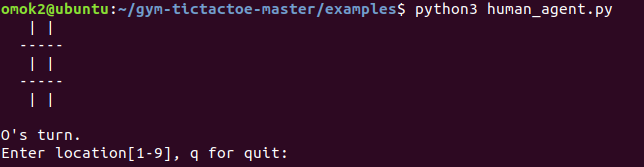 omok2@ubuntu:~/gym-tictactoe-master/examples$ python3 human_agent.py
   | |
  -----
   | |
  -----
   | |

O's turn.
Enter location[1-9], q for quit: